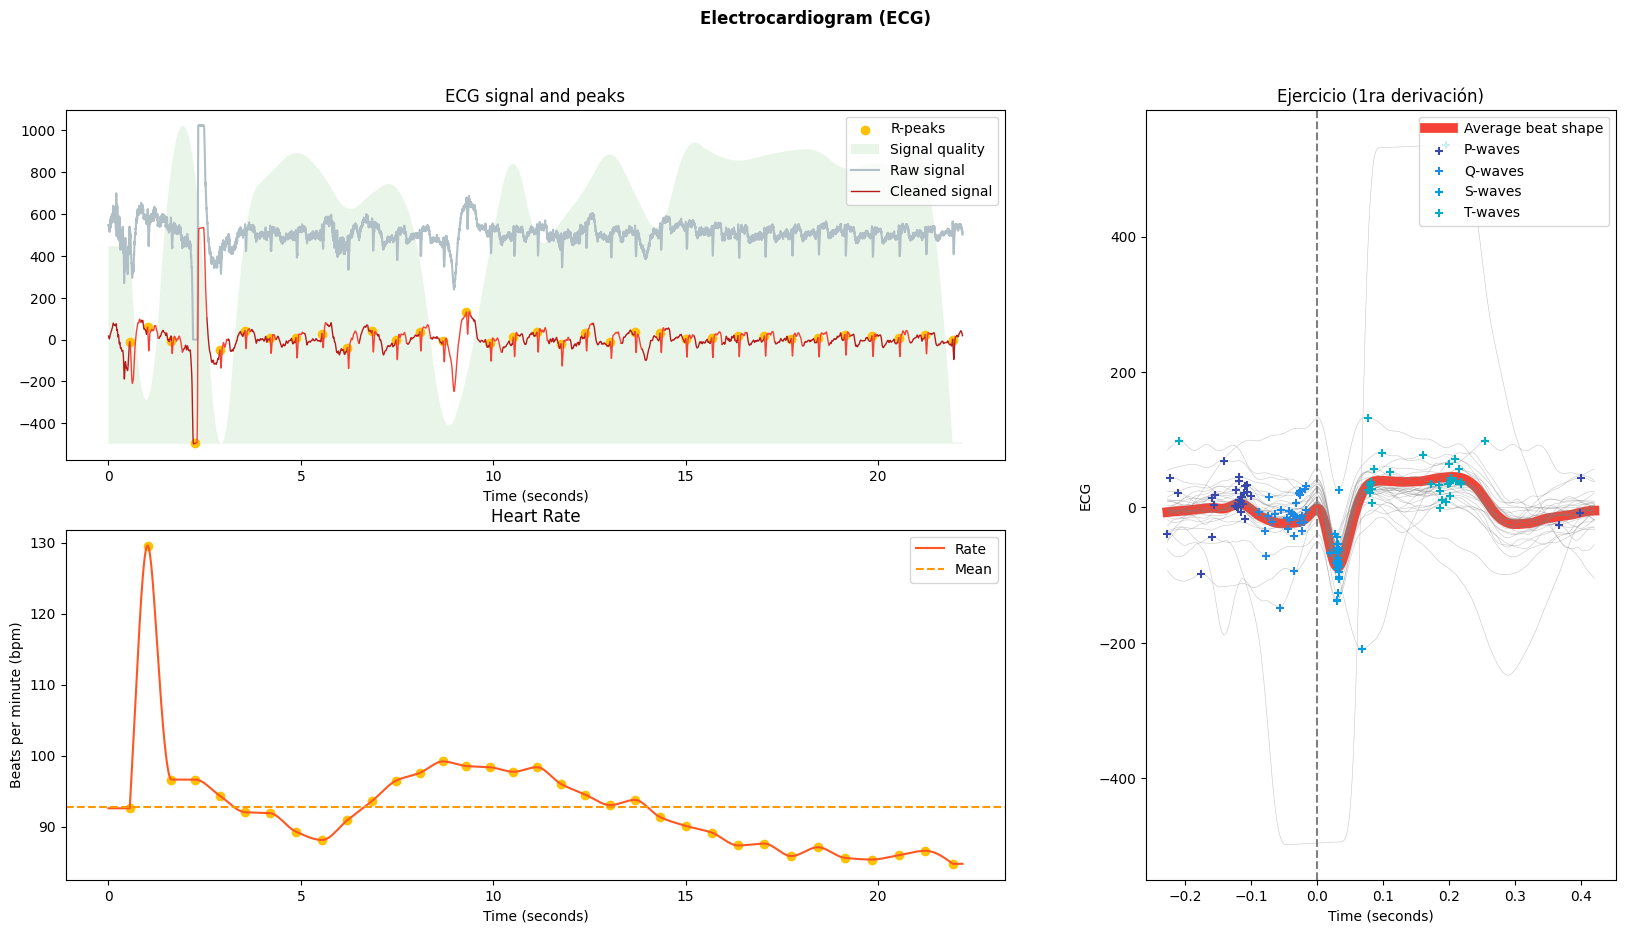 Electrocardiogram (ECG)
ECG signal and peaks
1000
800
600
400
200
0
−200
−400
R-peaks
Signal quality
Raw signal
Cleaned signal
0
5
10
15
20
Time (seconds)
Heart Rate
Beats per minute (bpm)
130
120
110
100
90
Rate
Mean
0
5
10
15
20
Time (seconds)
Ejercicio (1ra derivación)
ECG
400
200
0
−200
−400
Average beat shape
P-waves
Q-waves
S-waves
T-waves
−0.2
−0.1
0.0
0.1
0.2
0.3
0.4
Time (seconds)